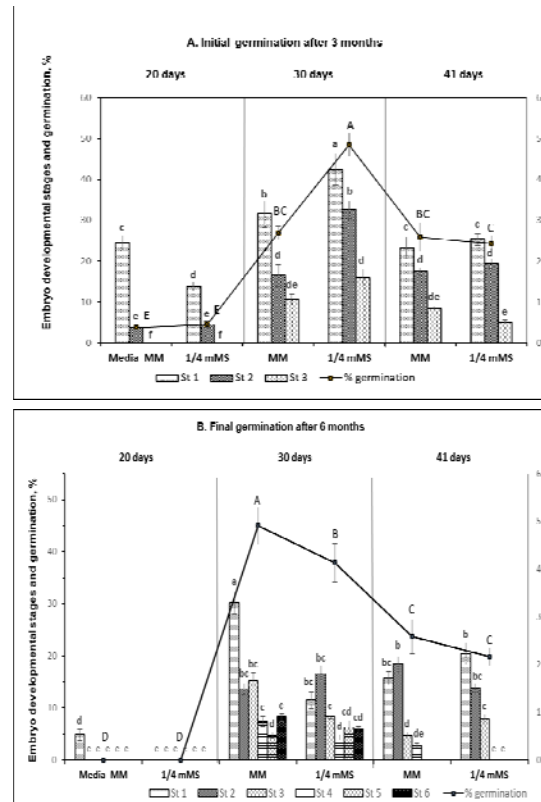 A. Initial germination after 3 months
20 days 30 days 41 days
Embryo developmental stages and germination, %
60
50
40
30
20
10
0
c e E f
d e E f
b BC d de
a A b d
c BC d de
c C d e
Media MM 1/4 mMS MM 1/4 mMS MM 1/4 mMS
St 1 St 2 St 3 % germination
B. Final germination after 6 months
20 days 30 days 41 days
Embryo developmental stages and germination, %
50
40
30
20
10
0
d D
D
a A bc bc c d c
bc B bc c d cd cd
bc b C d de
b C bc c
Media MM 1/4 mMS MM 1/4 mMS MM 1/4 mMS
St 1 St 2 St 3 St 4 St 5 St 6 % germination